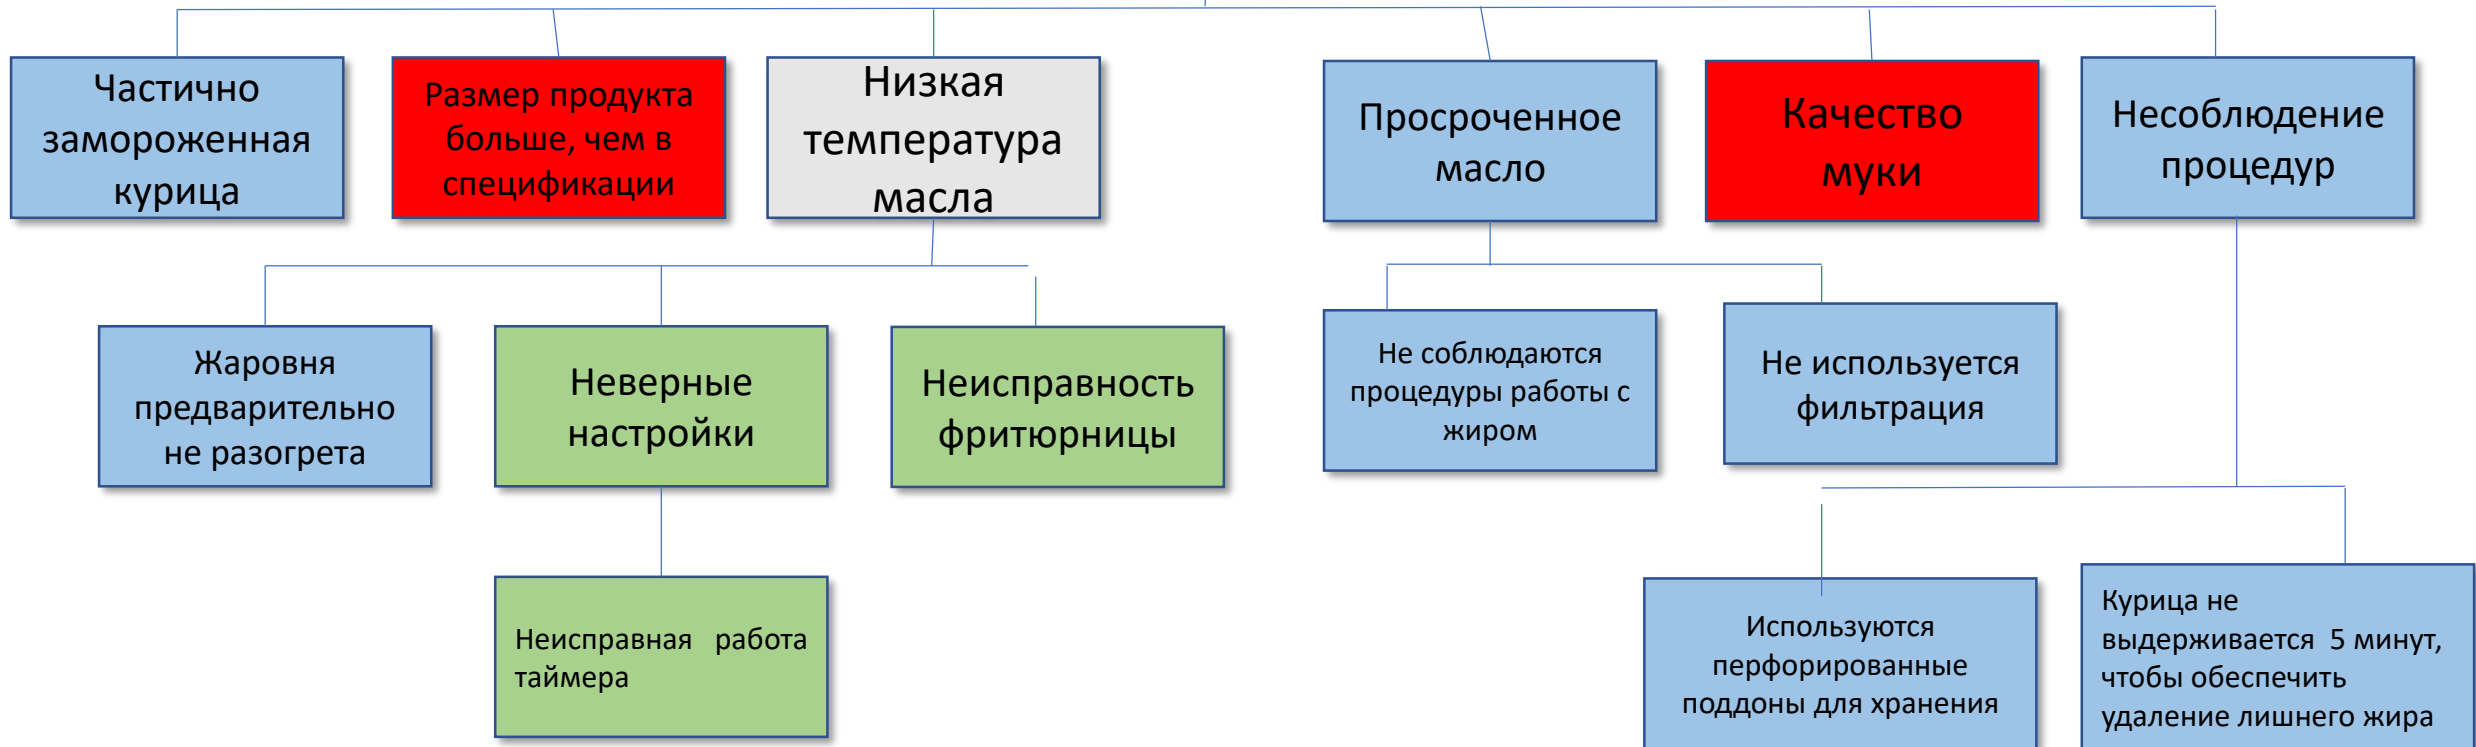 Частично
замороженная
курица
Размер продукта
больше, чем в
спецификации
Низкая
температура
масла
Просроченное
масло
Качество
муки
Несоблюдение
процедур
Жаровня
предварительно
не разогрета
Неверные
настройки
Неисправность
фритюрницы
Не соблюдаются
процедуры работы с
жиром
Не используется
фильтрация
Неисправная работа
таймера
Используются
перфорированные
поддоны для хранения
Курица не
выдерживается 5 минут,
чтобы обеспечить
удаление лишнего жира